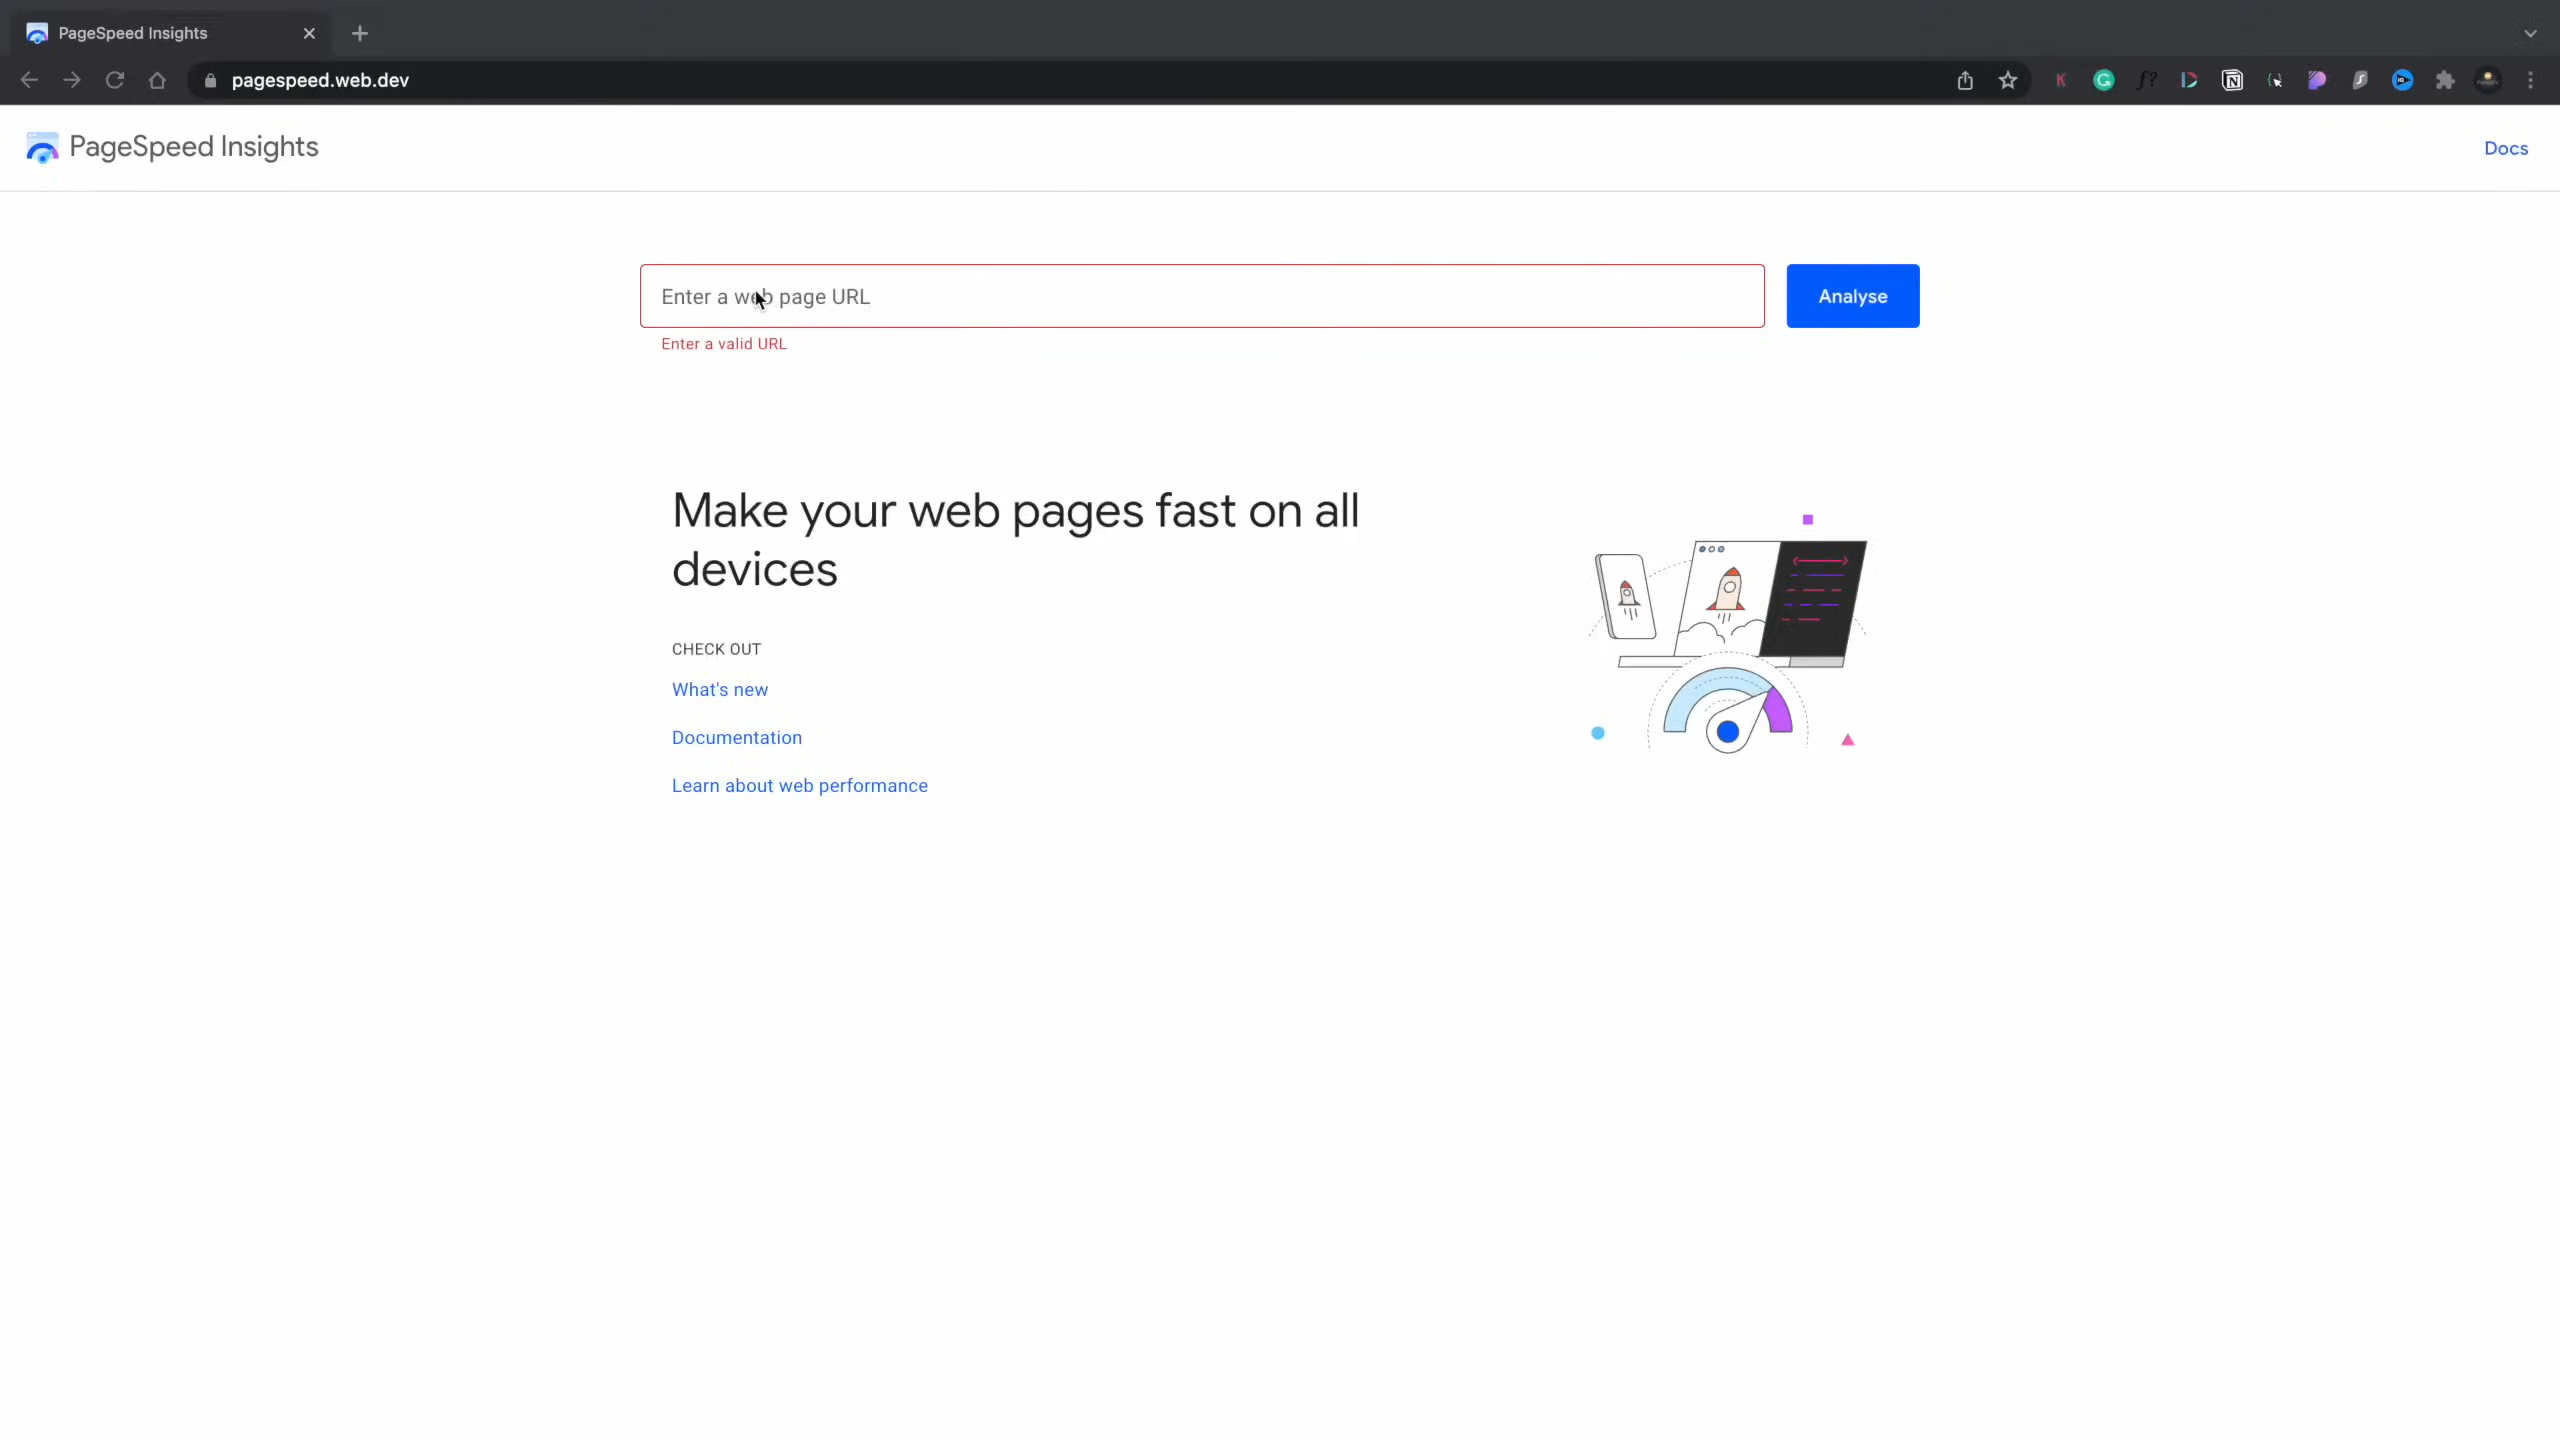 PageSpeed Insights
pagespeed.web.dev
PageSpeed Insights
Docs
Enter a web page URL
Analyse
Enter a valid URL
Make your web pages fast on all
devices
CHECK OUT
What's new
Documentation
Learn about web performance